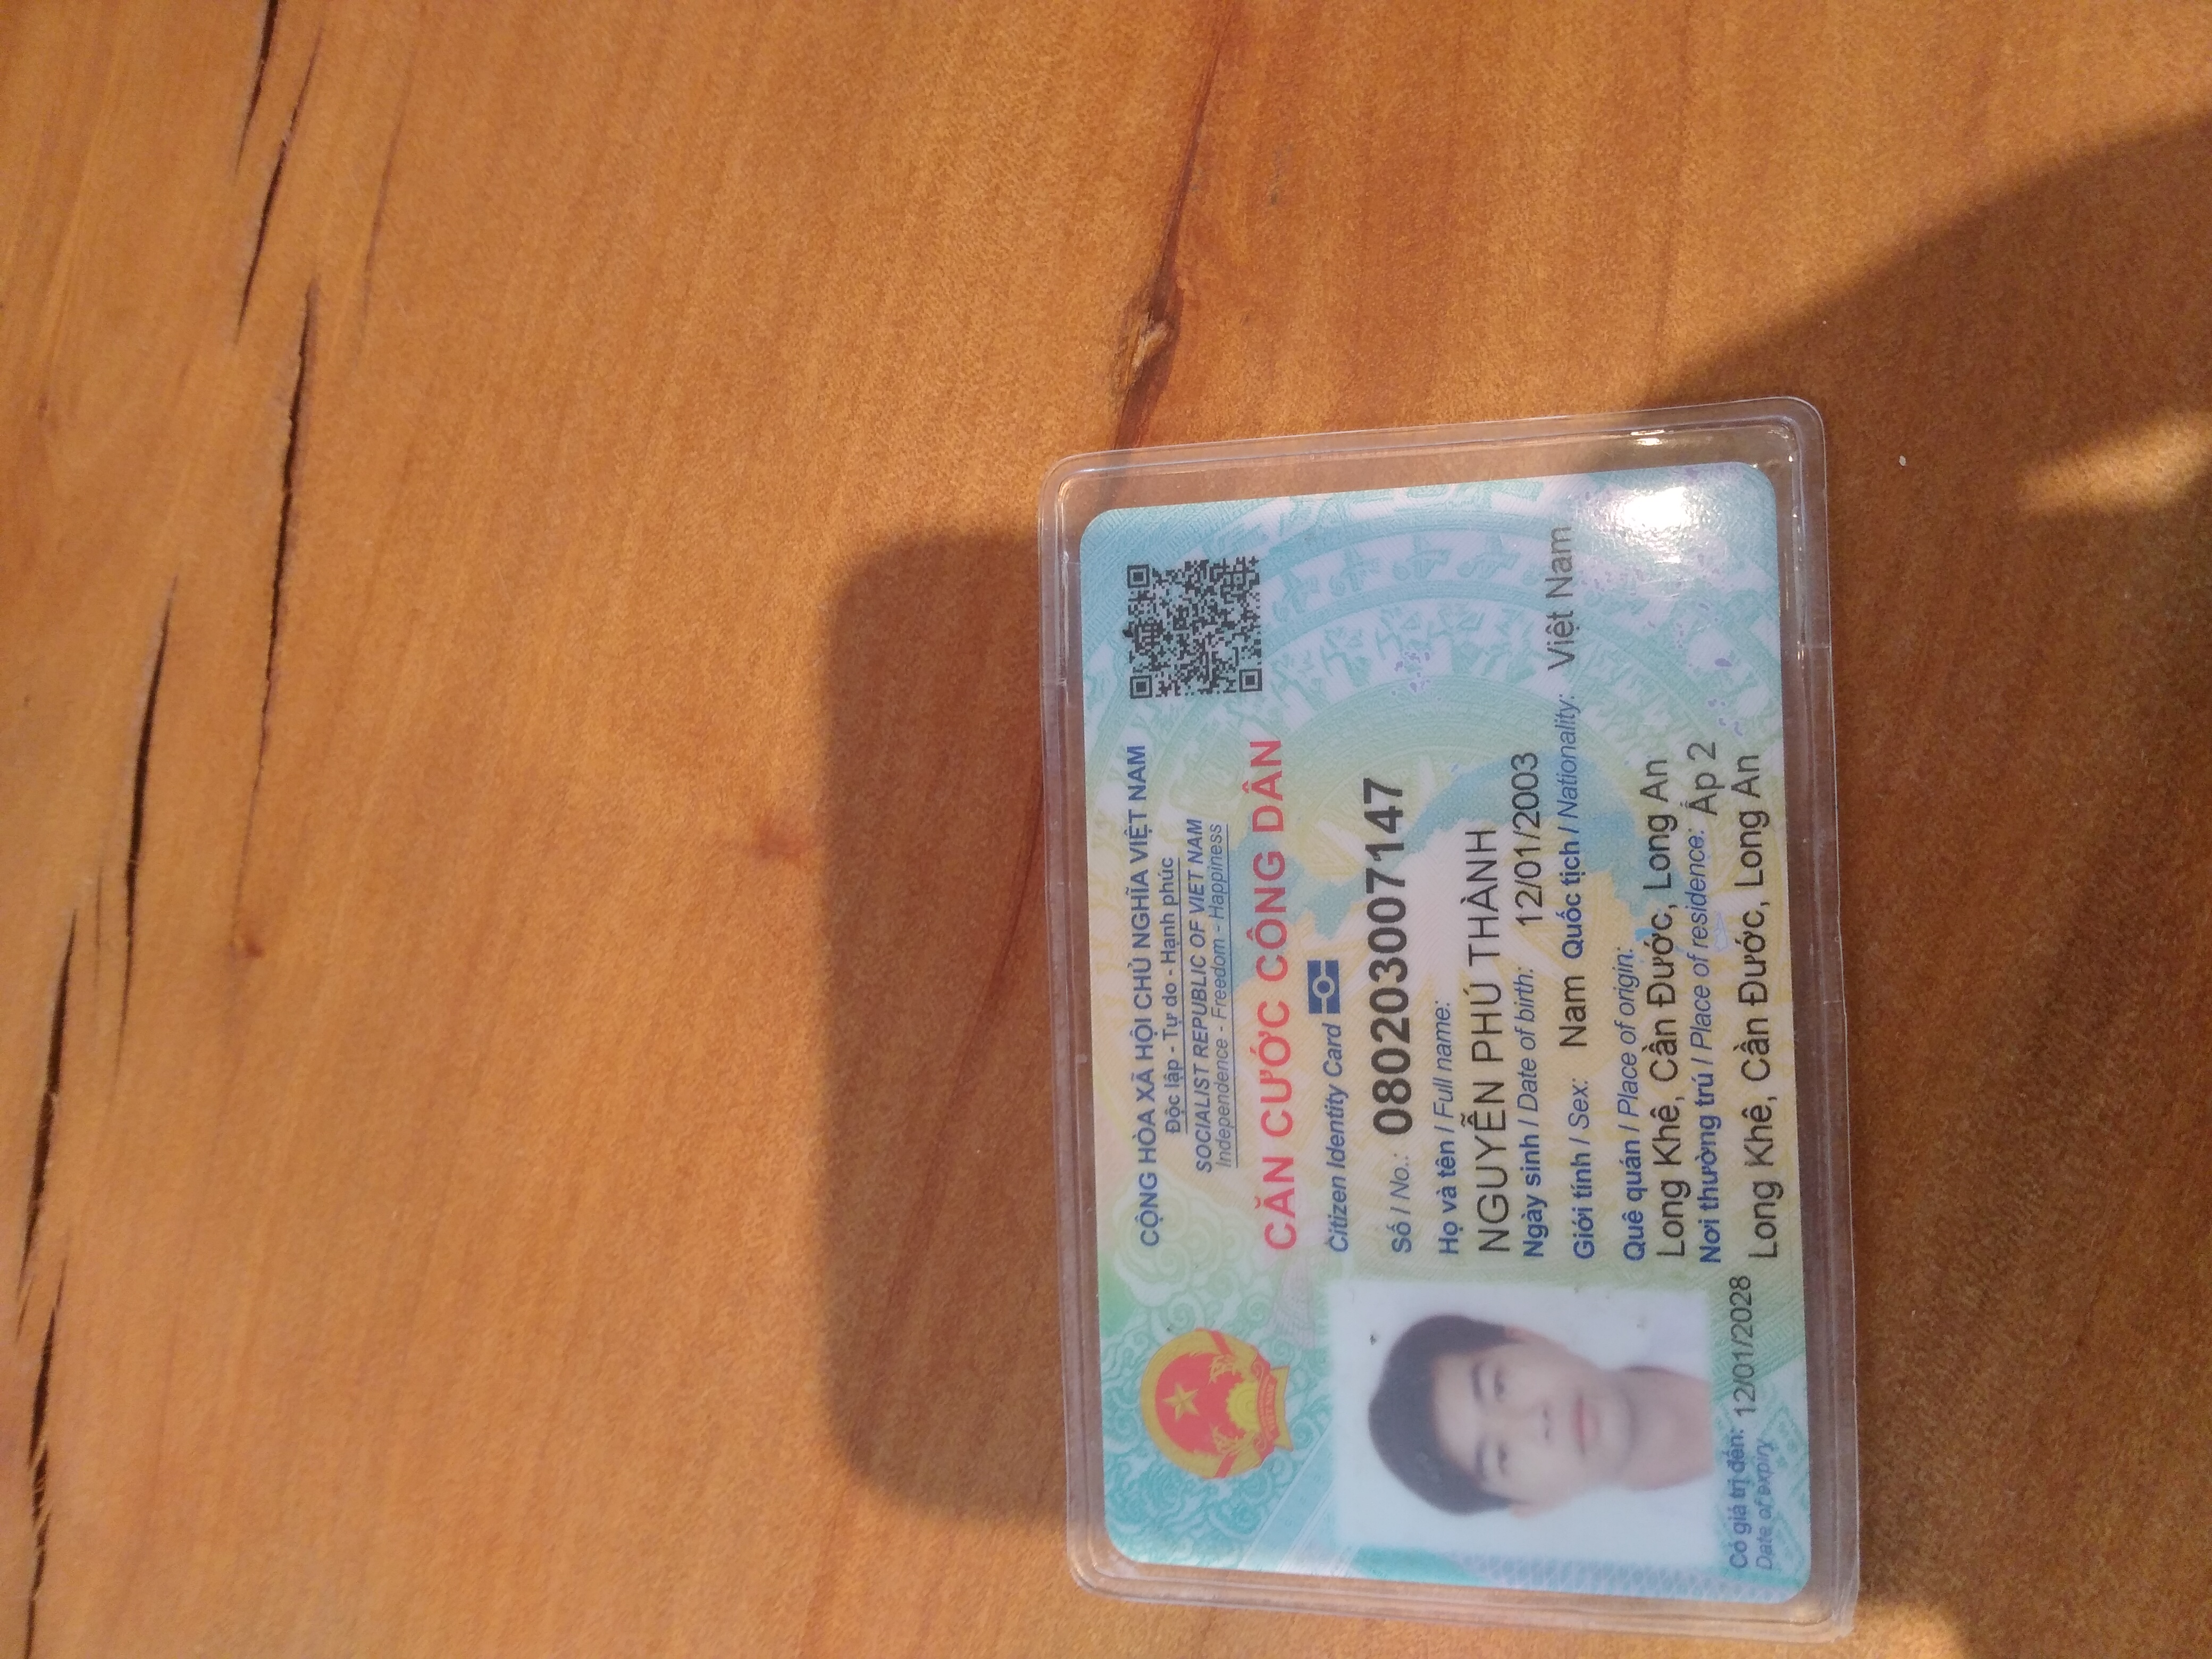 CỘNG HÒA XÃ HỘI CHỦ NGHĨA VIỆT NAM
Độc lập - Tự do - Hạnh phúc
SOCIALIST REPUBLIC OF VIET NAM
Independence - Freedom - Happiness
CĂN CƯỚC CÔNG DÂN
Citizen Identity Card
Số / No.: 080203007147
Họ và tên / Full name:
NGUYỄN PHÚ THÀNH
Ngày sinh / Date of birth: 12/01/2003
Giới tính / Sex: Nam Quốc tịch / Nationality: Việt Nam
Quê quán / Place of origin:
Long Khê, Cần Đước, Long An
Nơi thường trú / Place of residence: Ấp 2
Long Khê, Cần Đước, Long An
Có giá trị đến: 12/01/2028
Date of expiry